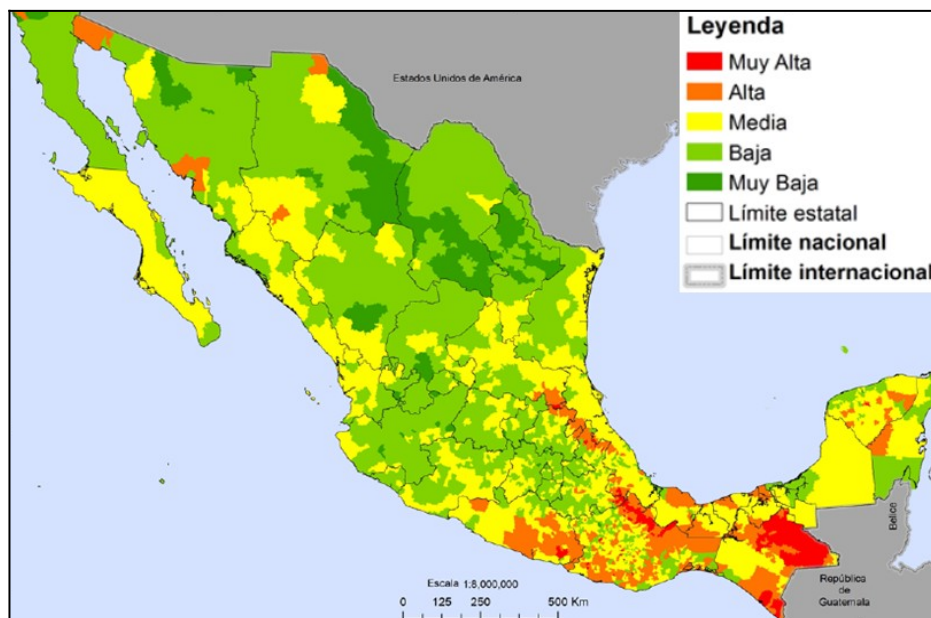 Leyenda
Muy Alta
Alta
Media
Baja
Muy Baja
Límite estatal
Límite nacional
Límite internacional
Estados Unidos de América
Belice
República
de
Guatemala
Escala 1:8,000,000
0 125 250 500 Km